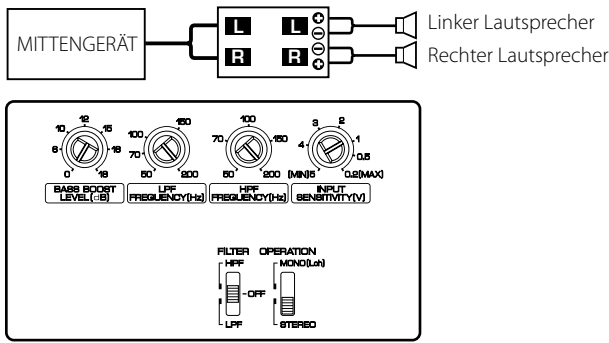 MITTENGERÄT
L L
R R
Linker Lautsprecher
Rechter Lautsprecher
0 6 10 12 15 18 18
BASS BOOST
LEVEL(dB)
50 70 100 150 200
LPF
FREQUENCY(Hz)
50 70 100 150 200
HPF
FREQUENCY(Hz)
(MIN)5 4 3 2 1 0.5 0.2(MAX)
INPUT
SENSITIVITY(V)
FILTER
HPF
OFF
LPF
OPERATION
MONO(Lch)
STEREO